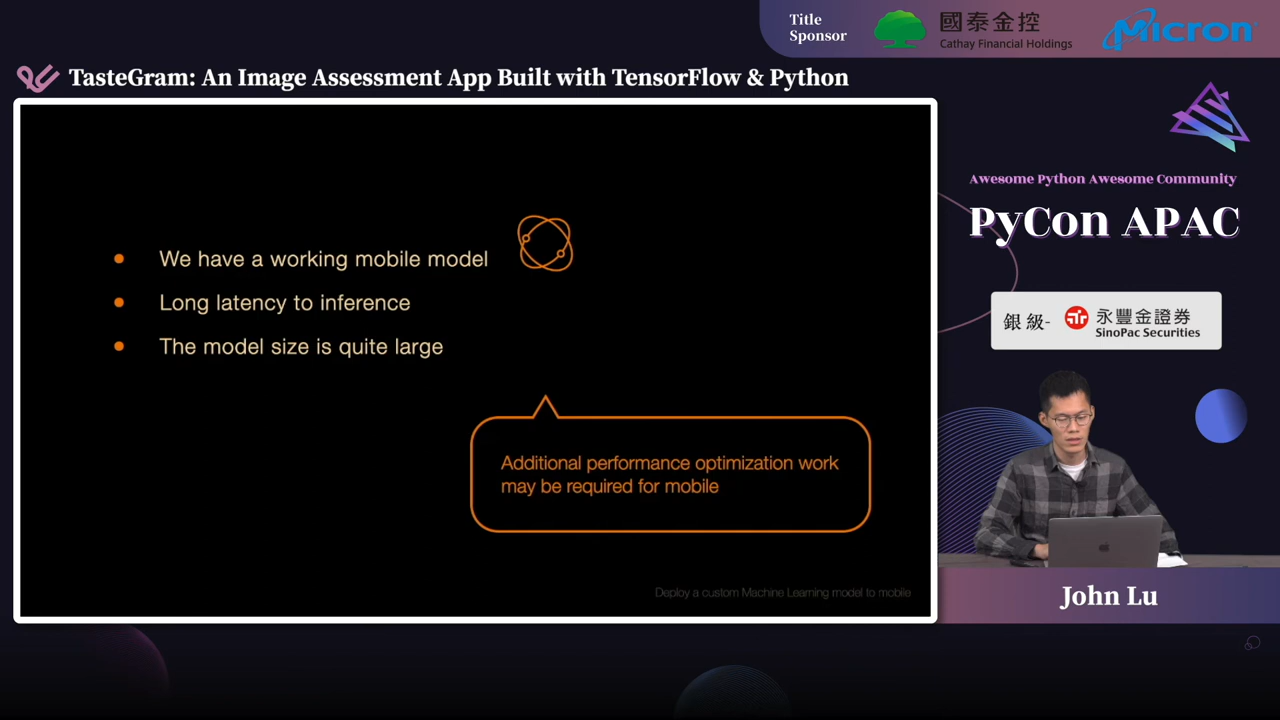 Title
Sponsor
國泰金控
Cathay Financial Holdings
Micron
TasteGram: An Image Assessment App Built with TensorFlow & Python
Awesome Python Awesome Community
PyCon APAC
銀級-
永豐金證券
SinoPac Securities
• We have a working mobile model
• Long latency to inference
• The model size is quite large
Additional performance optimization work
may be required for mobile
Deploy a custom Machine Learning model to mobile
John Lu